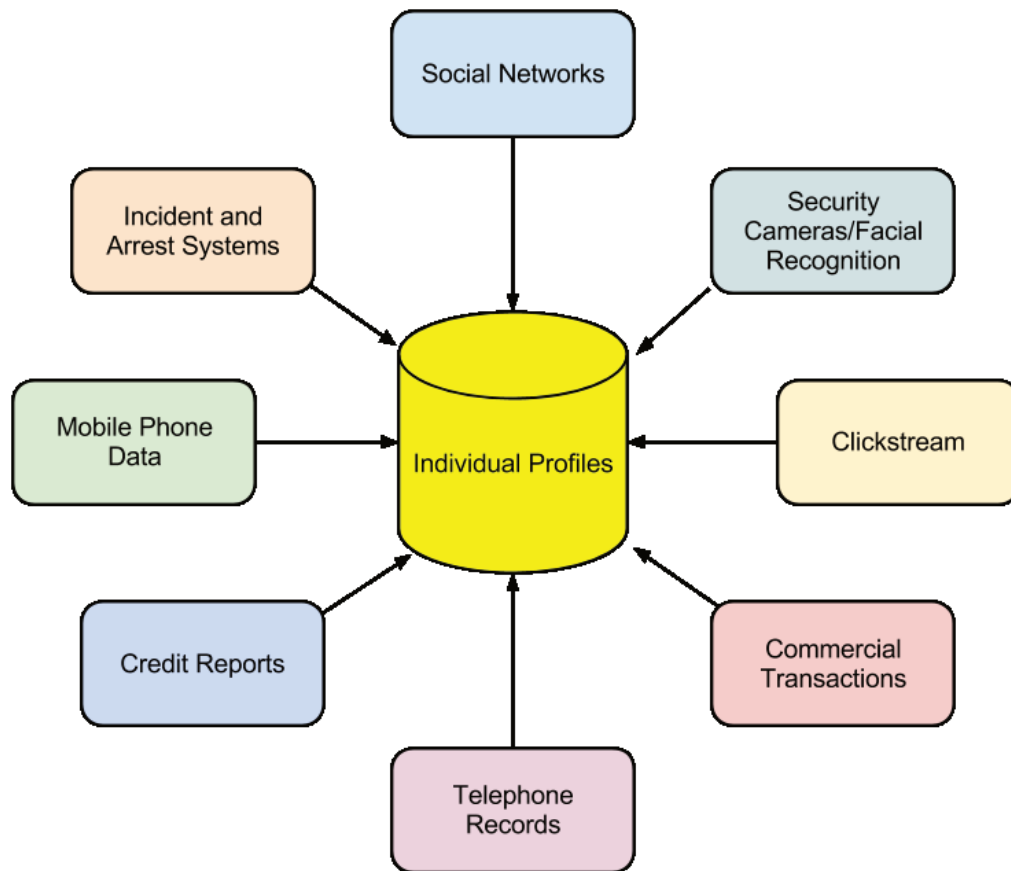 Social Networks
Incident and
Arrest Systems
Security
Cameras/Facial
Recognition
Mobile Phone
Data
Individual Profiles
Clickstream
Credit Reports
Commercial
Transactions
Telephone
Records